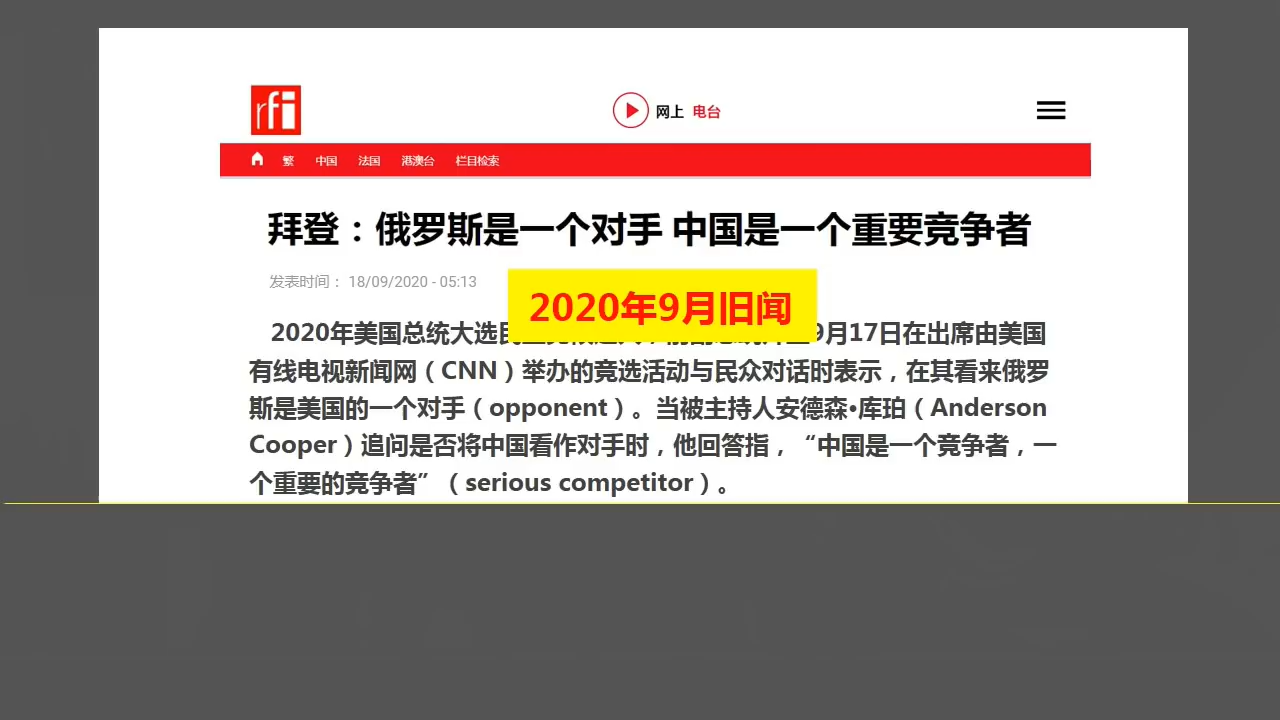 rfi
网上 电台
繁 中国 法国 港澳台 栏目检索
拜登：俄罗斯是一个对手 中国是一个重要竞争者
发表时间： 18/09/2020 - 05:13
2020年9月旧闻
2020年美国总统大选 9月17日在出席由美国
有线电视新闻网（CNN）举办的竞选活动与民众对话时表示，在其看来俄罗
斯是美国的一个对手（opponent）。当被主持人安德森•库珀（Anderson
Cooper）追问是否将中国看作对手时，他回答指，“中国是一个竞争者，一
个重要的竞争者”（serious competitor）。